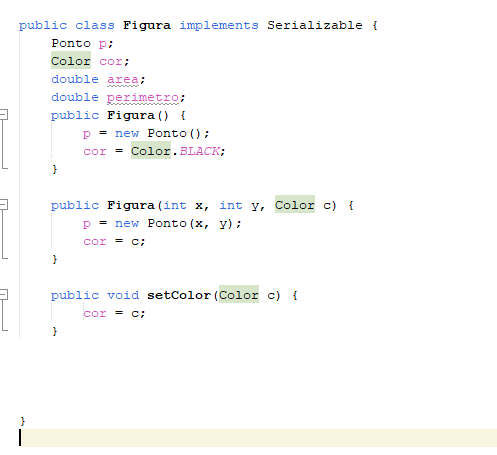 public class Figura implements Serializable {
    Ponto p;
    Color cor;
    double area;
    double perimetro;
    public Figura() {
        p = new Ponto();
        cor = Color.BLACK;
    }
    public Figura(int x, int y, Color c) {
        p = new Ponto(x, y);
        cor = c;
    }
    public void setColor(Color c) {
        cor = c;
    }
}